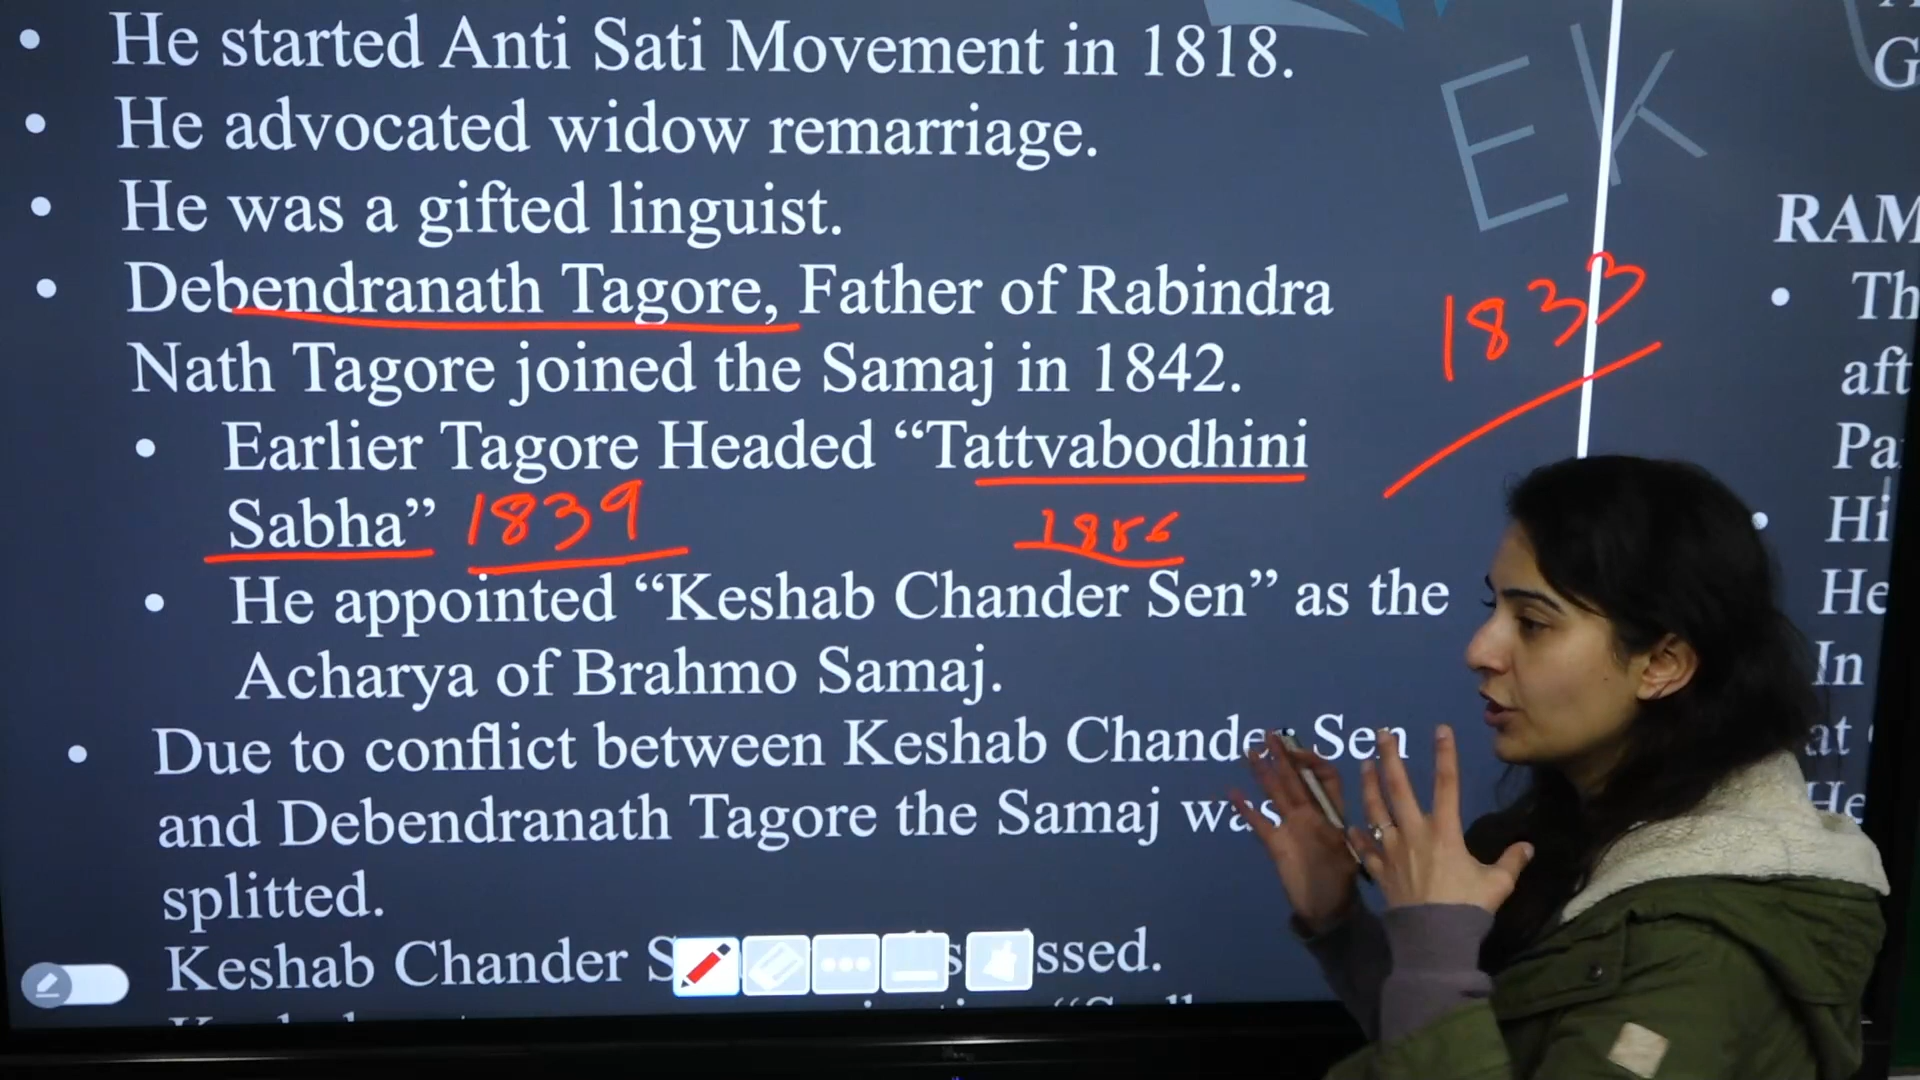 • He started Anti Sati Movement in 1818.
• He advocated widow remarriage.
• He was a gifted linguist.
• Debendranath Tagore, Father of Rabindra
Nath Tagore joined the Samaj in 1842.
• Earlier Tagore Headed “Tattvabodhini
Sabha” 1839
• He appointed “Keshab Chander Sen” as the
Acharya of Brahmo Samaj.
• Due to conflict between Keshab Chander Sen
and Debendranath Tagore the Samaj was
splitted.
Keshab Chander
EK
1833
G
RAM
• Th
aft
Pa
• Hi
He
In
at
He